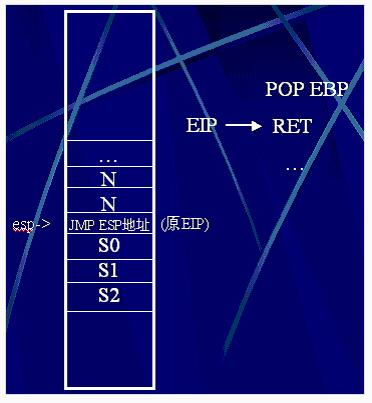 POP EBP
EIP
RET
…
…
N
N
esp->
JMP ESP地址
(原EIP)
S0
S1
S2